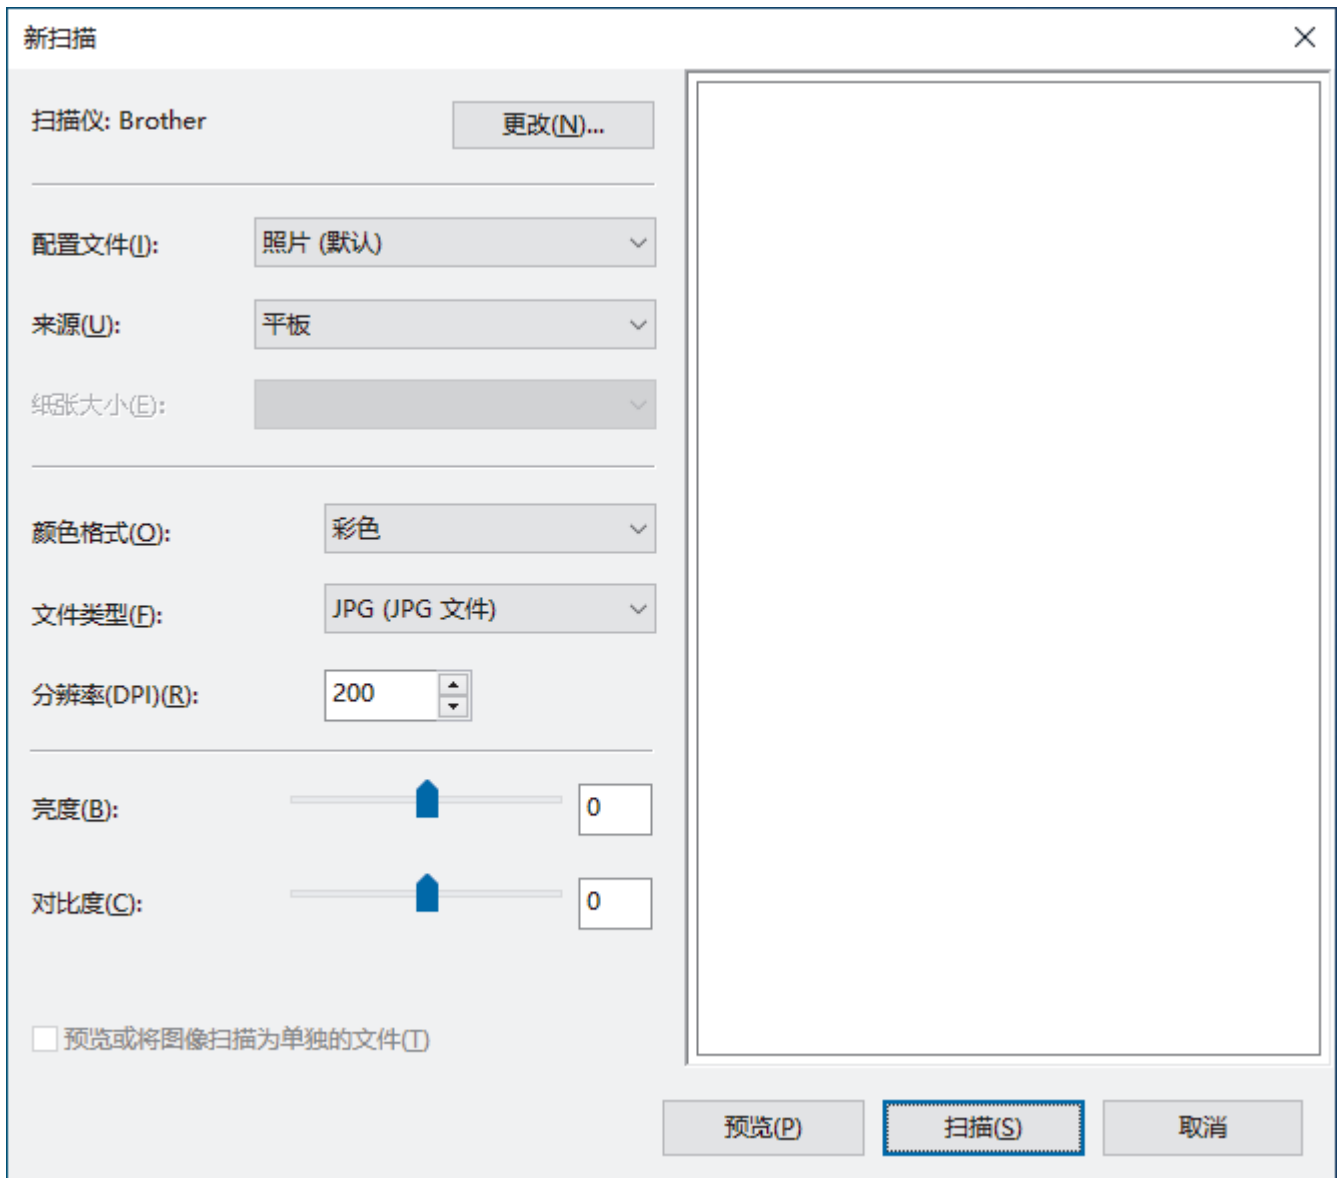 新扫描
扫描仪: Brother 更改(N)...
配置文件(I): 照片 (默认)
来源(U): 平板
纸张大小(E):
颜色格式(O): 彩色
文件类型(F): JPG (JPG 文件)
分辨率(DPI)(R): 200
亮度(B): 0
对比度(C): 0
预览或将图像扫描为单独的文件(T)
预览(P) 扫描(S) 取消